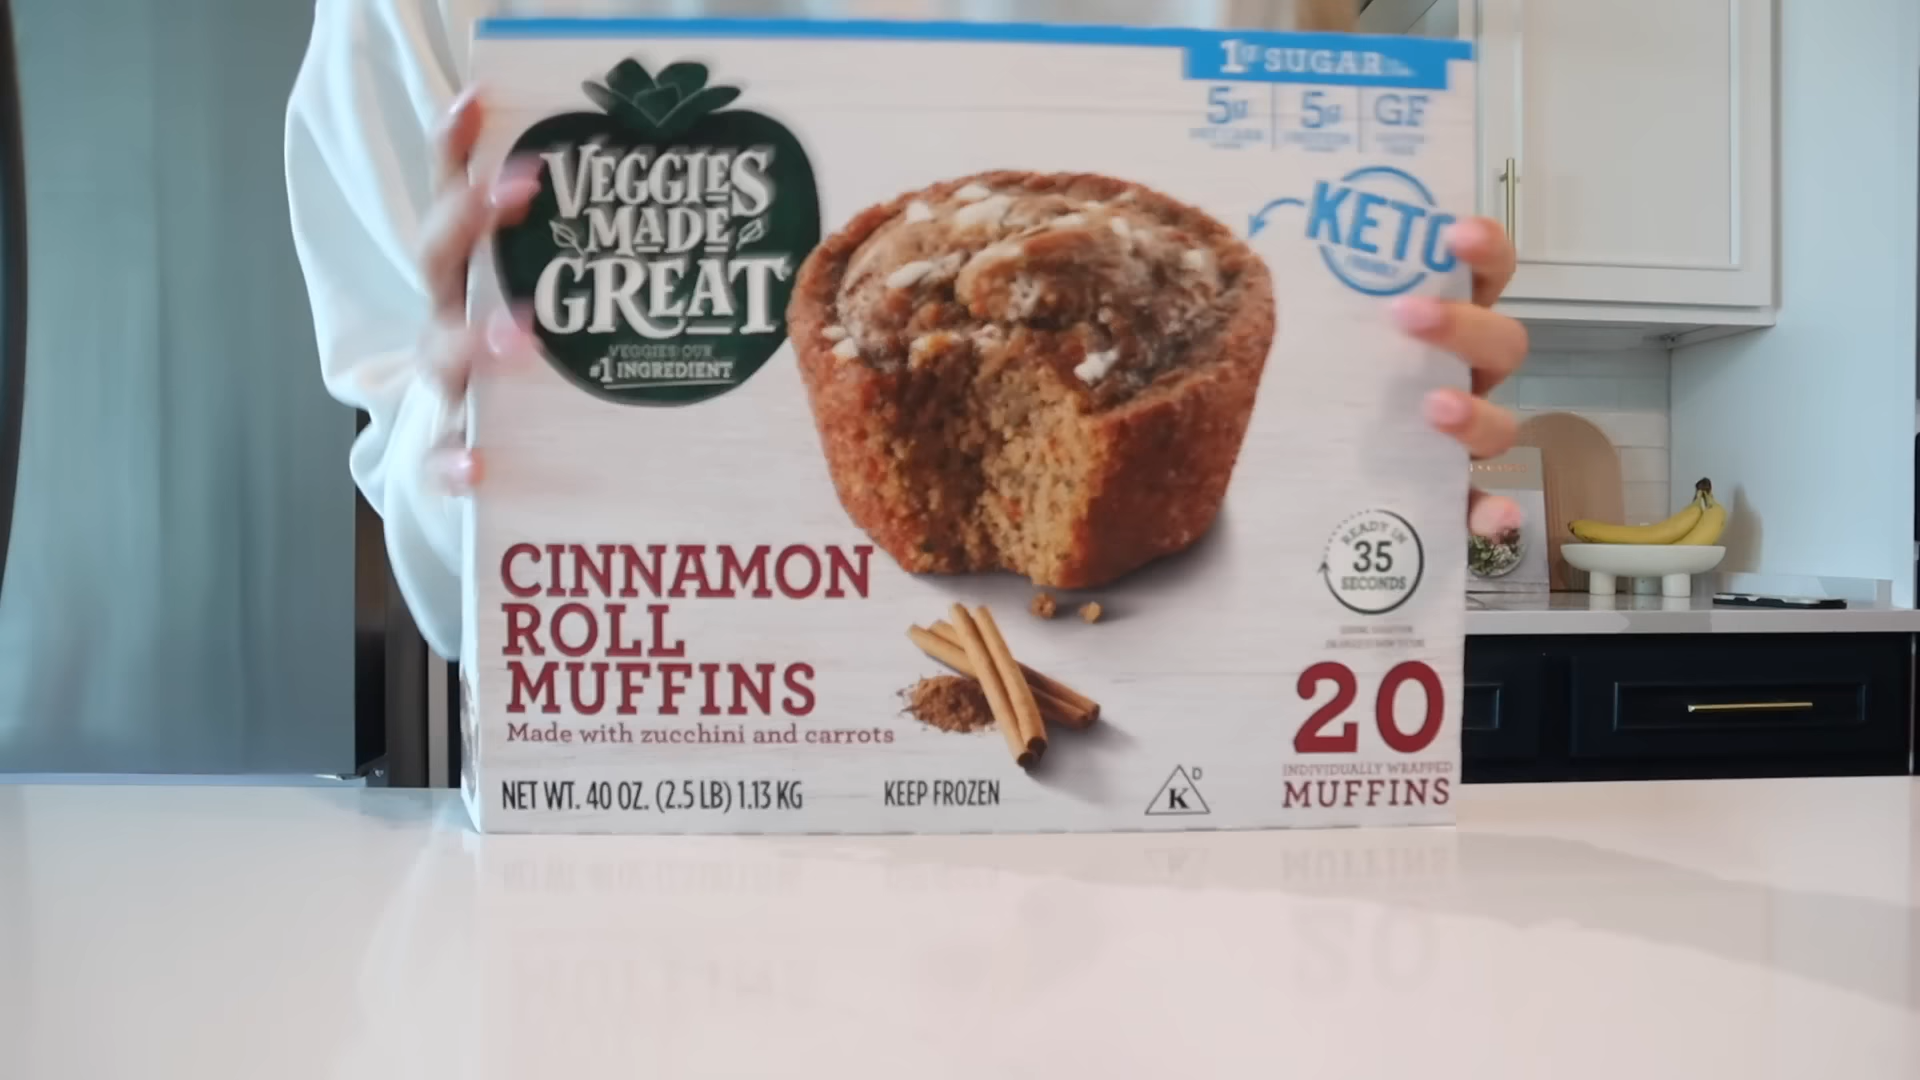 1g SUGAR
5g 5g GF
KETO
VEGGIES
MADE
GREAT
VEGGIES OUR
#1 INGREDIENT
CINNAMON
ROLL
MUFFINS
Made with zucchini and carrots
READY IN
35
SECONDS
20
INDIVIDUALLY WRAPPED
MUFFINS
NET WT. 40 OZ. (2.5 LB) 1.13 KG
KEEP FROZEN
K D